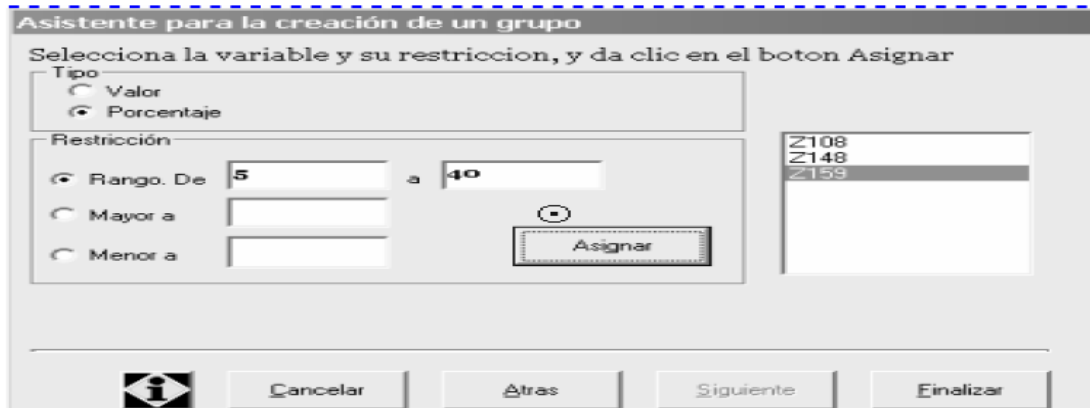 Asistente para la creación de un grupo
Selecciona la variable y su restriccion, y da clic en el boton Asignar
Tipo
Valor
Porcentaje
Restricción
Rango. De 5 a 40
Mayor a
Menor a
Asignar
Z108
Z148
Z159
Cancelar Atras Siguiente Finalizar